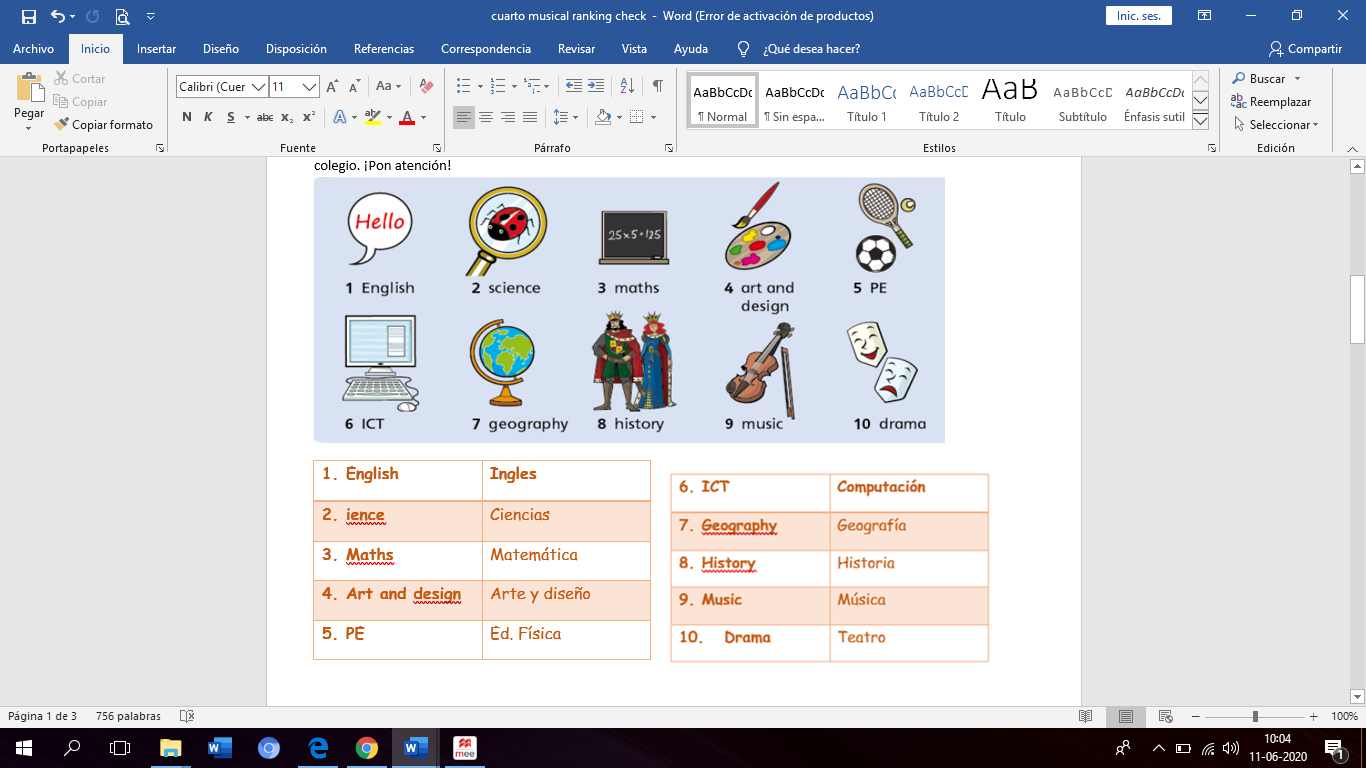 cuarto musical ranking check - Word (Error de activación de productos)
Inic. ses.
Archivo Inicio Insertar Diseño Disposición Referencias Correspondencia Revisar Vista Ayuda ¿Qué desea hacer? Compartir
Pegar
Cortar
Copiar
Copiar formato
Portapapeles
Calibri (Cuer 11
N K S abc x₂ x²
Fuente
Párrafo
AaBbCcDc AaBbCcDc AaBbCc AaBbCcD AaB AaBbCcD AaBbCcDc
¶ Normal ¶ Sin espa... Título 1 Título 2 Título Subtítulo Énfasis sutil
Estilos
Buscar
Reemplazar
Seleccionar
Edición
colegio. ¡Pon atención!
Hello
25x5=125
1 English 2 science 3 maths 4 art and design 5 PE
6 ICT 7 geography 8 history 9 music 10 drama
1. English Ingles
2. ience Ciencias
3. Maths Matemática
4. Art and design Arte y diseño
5. PE Ed. Física
6. ICT Computación
7. Geography Geografía
8. History Historia
9. Music Música
10. Drama Teatro
Página 1 de 3 756 palabras 100%
mee
10:04
11-06-2020
1